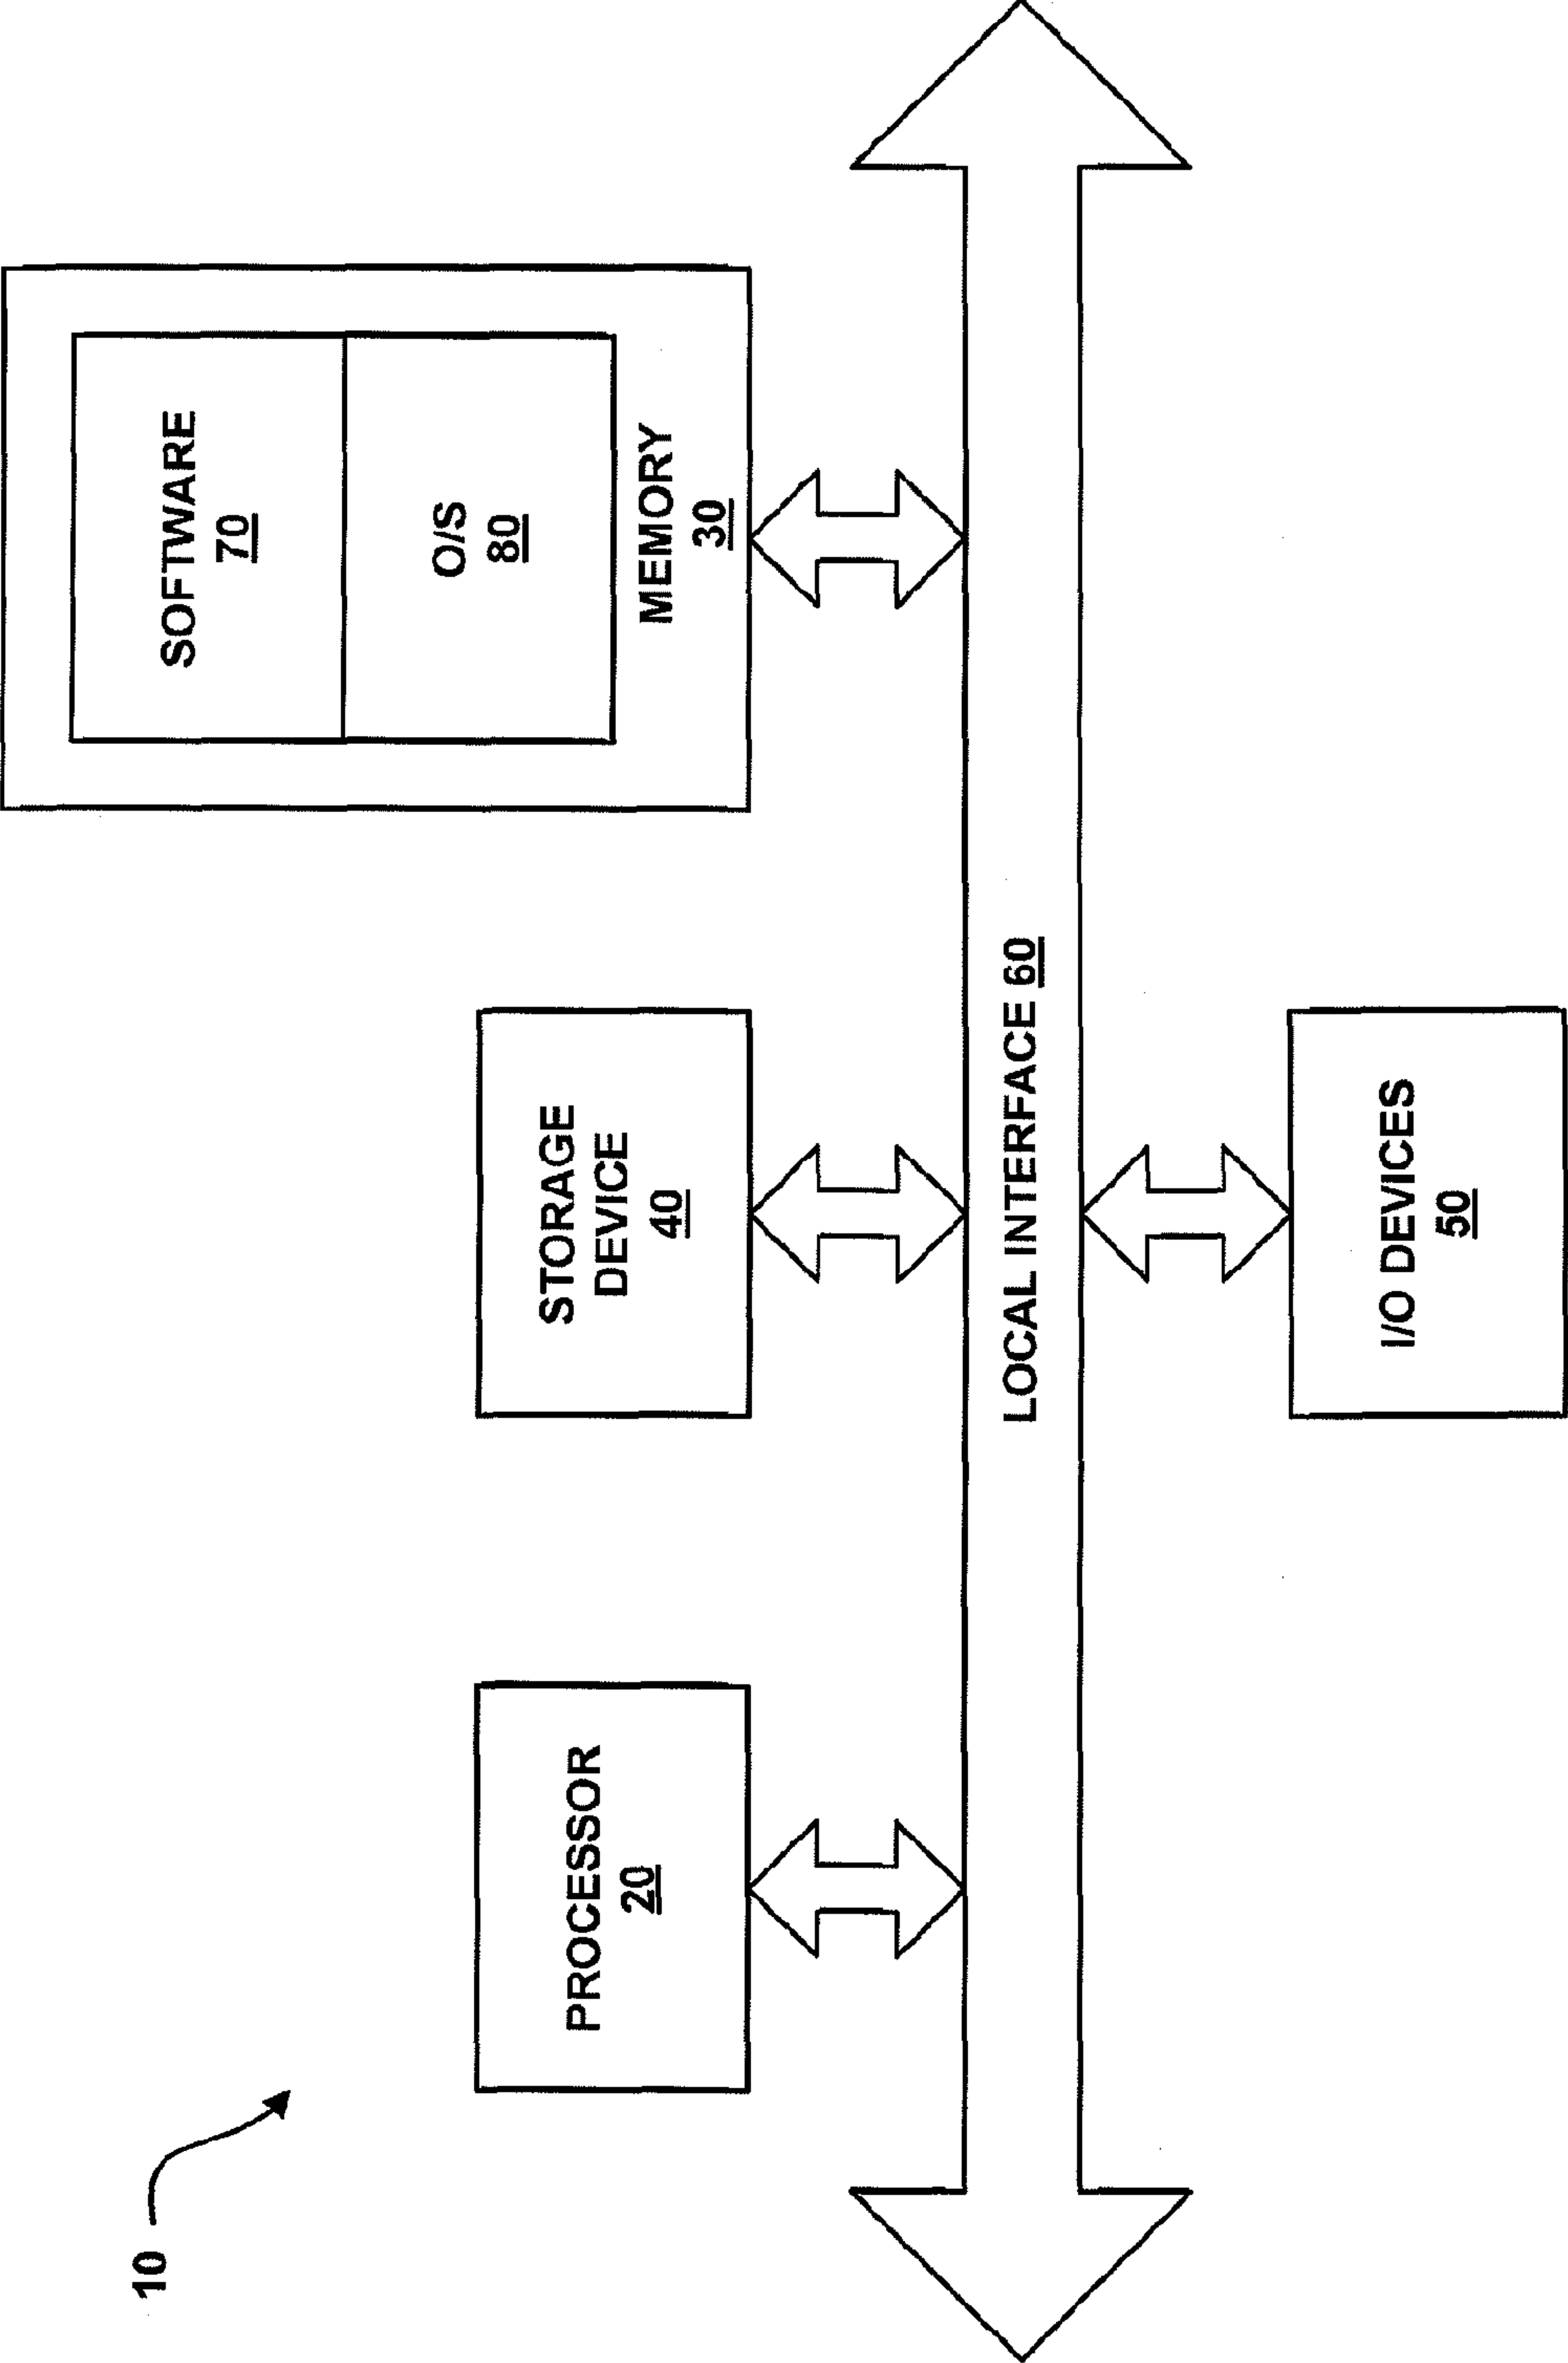 10
SOFTWARE
70
O/S
80
MEMORY
30
PROCESSOR
20
STORAGE
DEVICE
40
LOCAL INTERFACE 60
I/O DEVICES
50